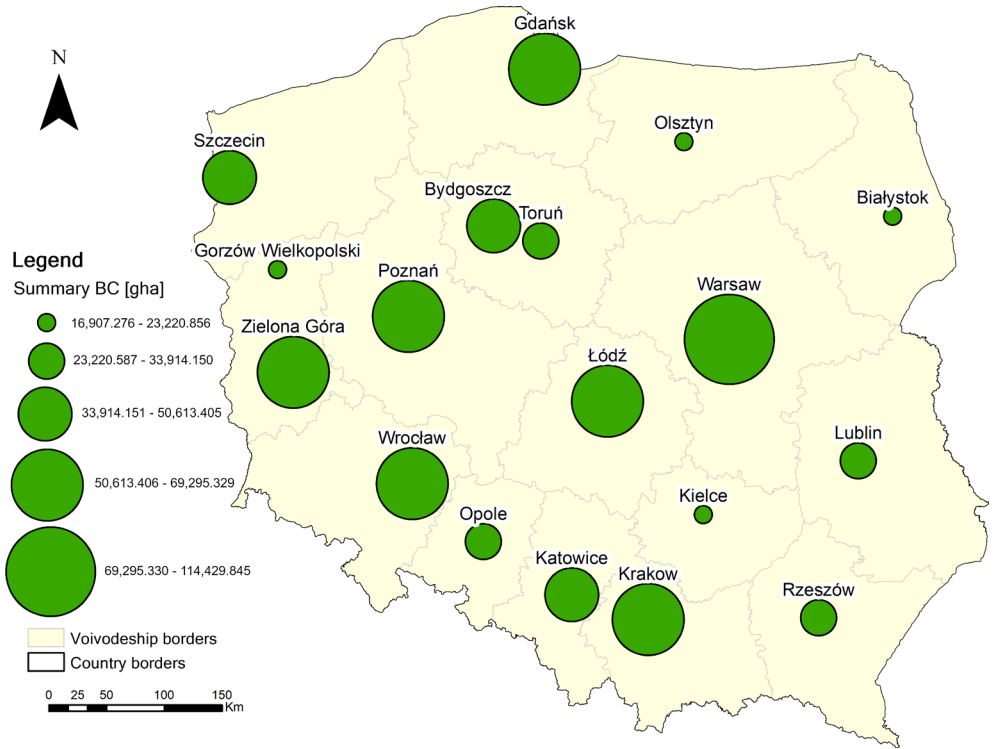 Gdańsk
N
Olsztyn
Szczecin
Bydgoszcz
Białystok
Toruń
Gorzów Wielkopolski
Legend
Poznań
Summary BC [gha]
Warsaw
16,907.276 - 23,220.856
Zielona Góra
23,220.587 - 33,914.150
Łódź
33,914.151 - 50,613.405
Wrocław
Lublin
50,613.406 - 69,295.329
Kielce
Opole
Katowice
Krakow
69,295.330 - 114,429.845
Rzeszów
Voivodeship borders
Country borders
0 25 50 100 150
Km